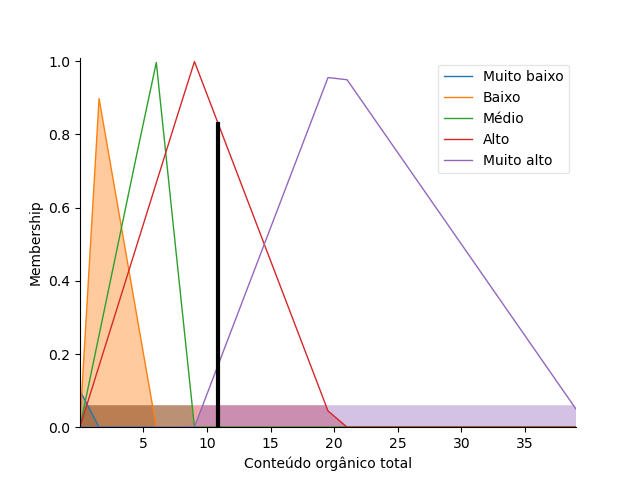 1.0
0.8
0.6
0.4
0.2
0.0
Membership
Muito baixo
Baixo
Médio
Alto
Muito alto
5 10 15 20 25 30 35
Conteúdo orgânico total